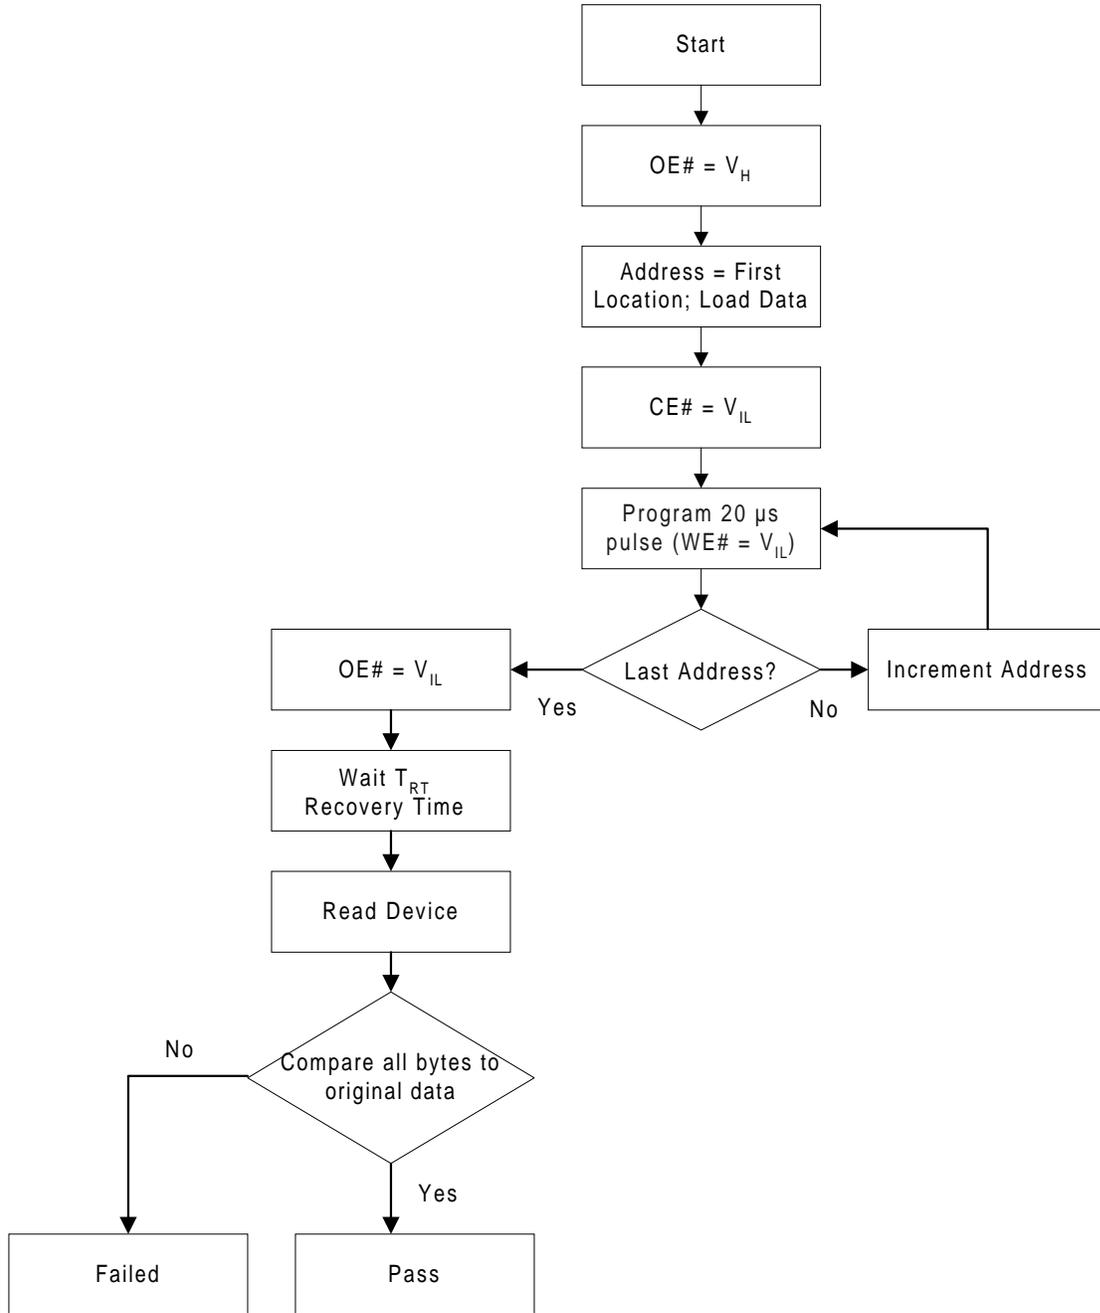 Start
OE# = VH
Address = First
Location; Load Data
CE# = VIL
Program 20 µs
pulse (WE# = VIL)
Last Address?
Yes
No
Increment Address
OE# = VIL
Wait TRT
Recovery Time
Read Device
Compare all bytes to
original data
No
Yes
Failed
Pass